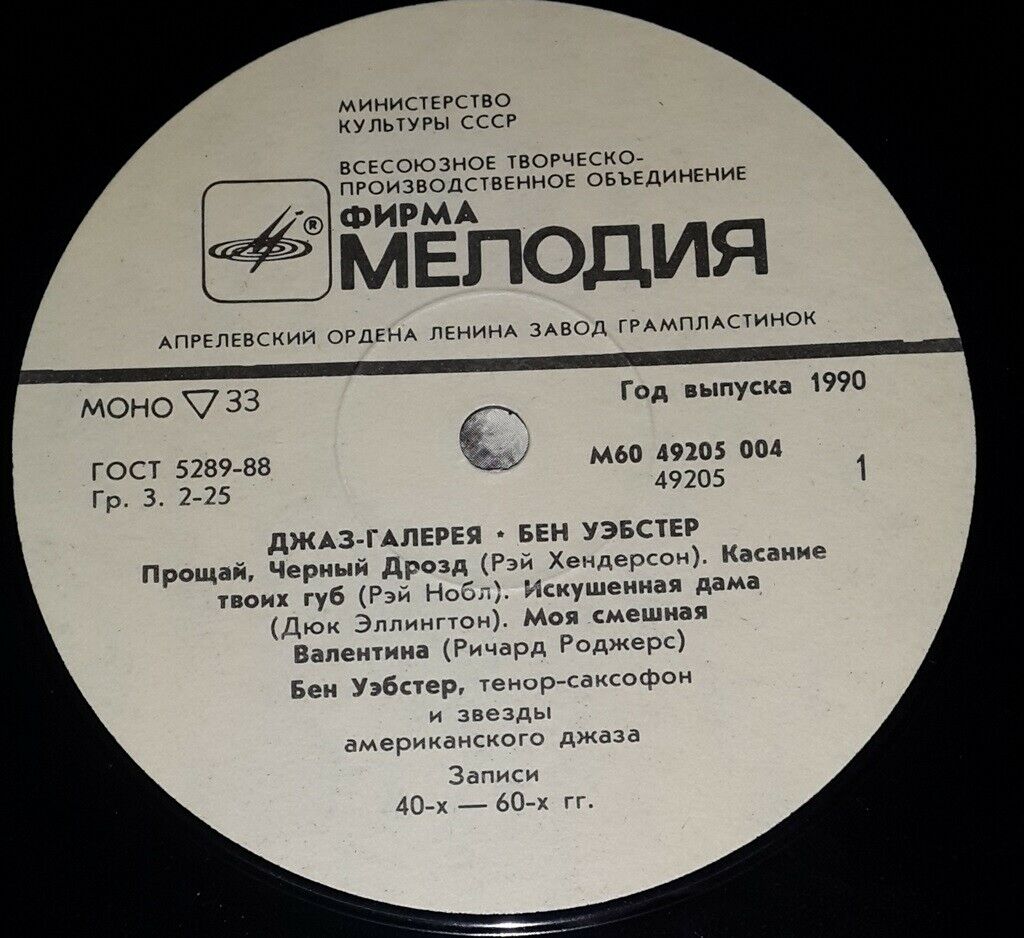 МИНИСТЕРСТВО
КУЛЬТУРЫ СССР
ВСЕСОЮЗНОЕ ТВОРЧЕСКО-
ПРОИЗВОДСТВЕННОЕ ОБЪЕДИНЕНИЕ
®
ФИРМА
МЕЛОДИЯ
АПРЕЛЕВСКИЙ ОРДЕНА ЛЕНИНА ЗАВОД ГРАМПЛАСТИНОК
МОНО ▽ 33
Год выпуска 1990
ГОСТ 5289-88
Гр. 3. 2-25
М60 49205 004
49205
1
ДЖАЗ-ГАЛЕРЕЯ • БЕН УЭБСТЕР
Прощай, Черный Дрозд (Рэй Хендерсон). Касание
твоих губ (Рэй Нобл). Искушенная дама
(Дюк Эллингтон). Моя смешная
Валентина (Ричард Роджерс)
Бен Уэбстер, тенор-саксофон
и звезды
американского джаза
Записи
40-х — 60-х гг.